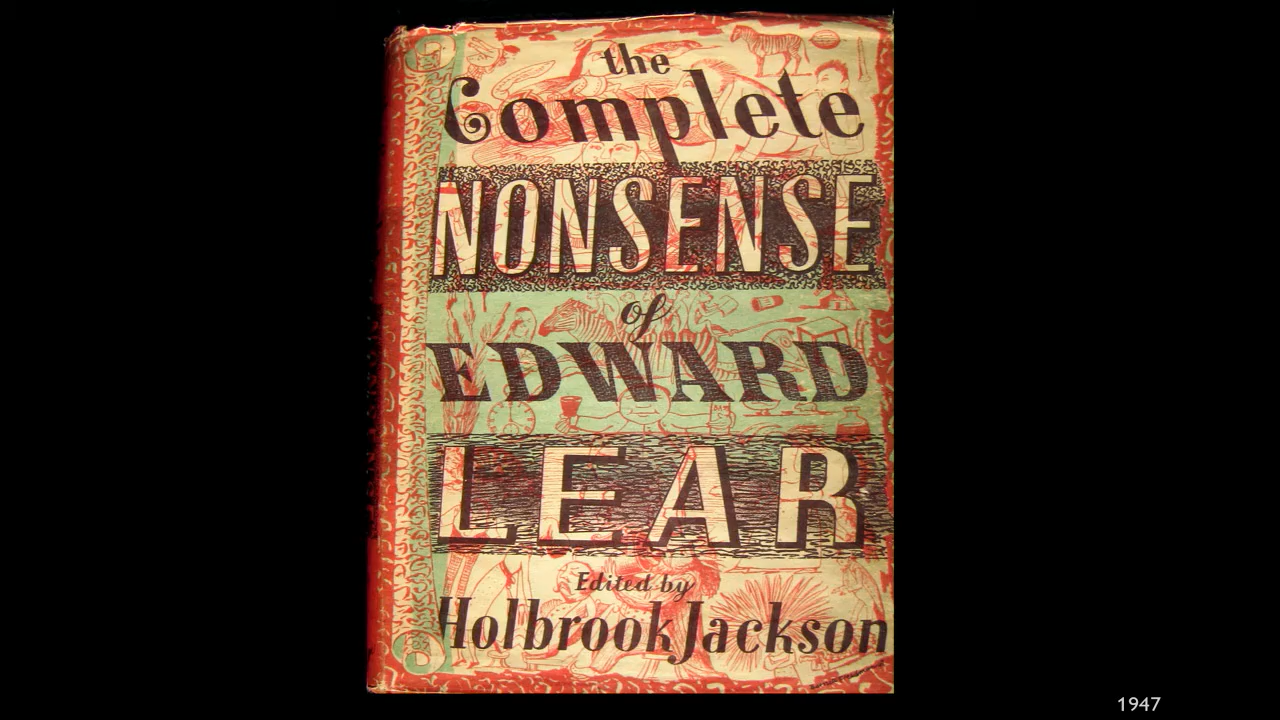 the
Complete
NONSENSE
of
EDWARD
LEAR
Edited by
Holbrook Jackson
1947